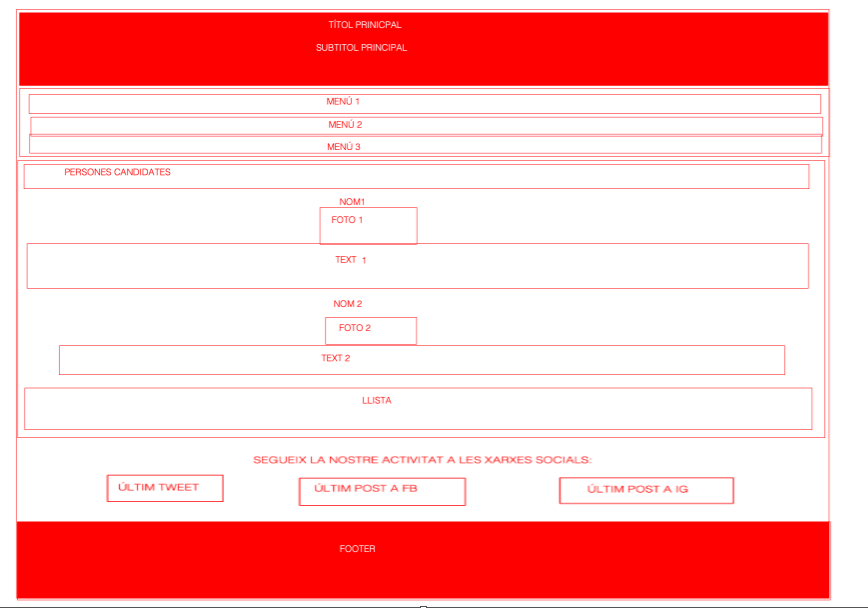 TÍTOL PRINICPAL
SUBTITOL PRINCIPAL
MENÚ 1
MENÚ 2
MENÚ 3
PERSONES CANDIDATES
NOM1
FOTO 1
TEXT 1
NOM 2
FOTO 2
TEXT 2
LLISTA
SEGUEIX LA NOSTRE ACTIVITAT A LES XARXES SOCIALS:
ÚLTIM TWEET
ÚLTIM POST A FB
ÚLTIM POST A IG
FOOTER